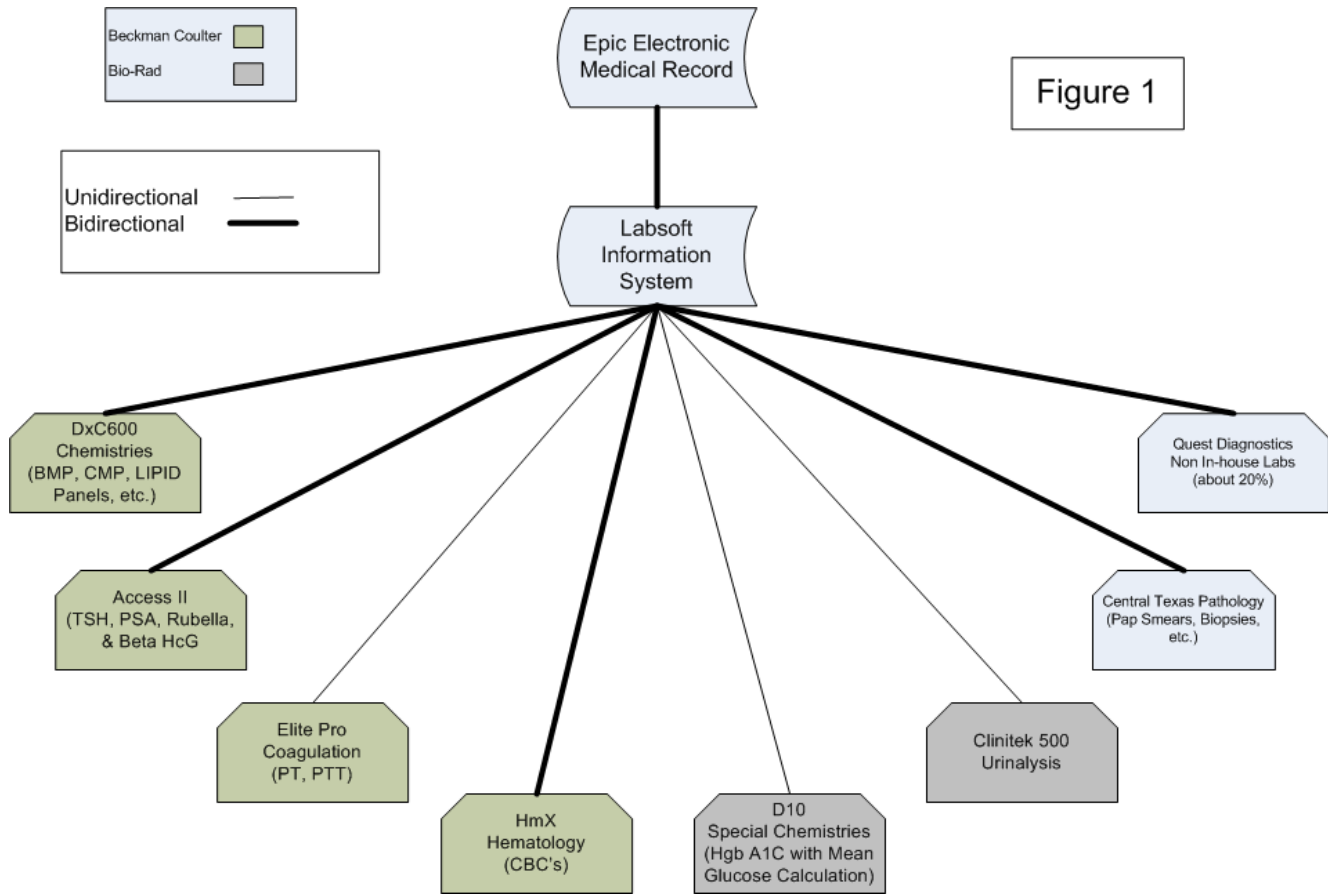 Beckman Coulter
Bio-Rad
Epic Electronic
Medical Record
Figure 1
Unidirectional
Bidirectional
Labsoft
Information
System
DxC600
Chemistries
(BMP, CMP, LIPID
Panels, etc.)
Quest Diagnostics
Non In-house Labs
(about 20%)
Access II
(TSH, PSA, Rubella,
& Beta HcG
Central Texas Pathology
(Pap Smears, Biopsies,
etc.)
Elite Pro
Coagulation
(PT, PTT)
Clinitek 500
Urinalysis
HmX
Hematology
(CBC's)
D10
Special Chemistries
(Hgb A1C with Mean
Glucose Calculation)